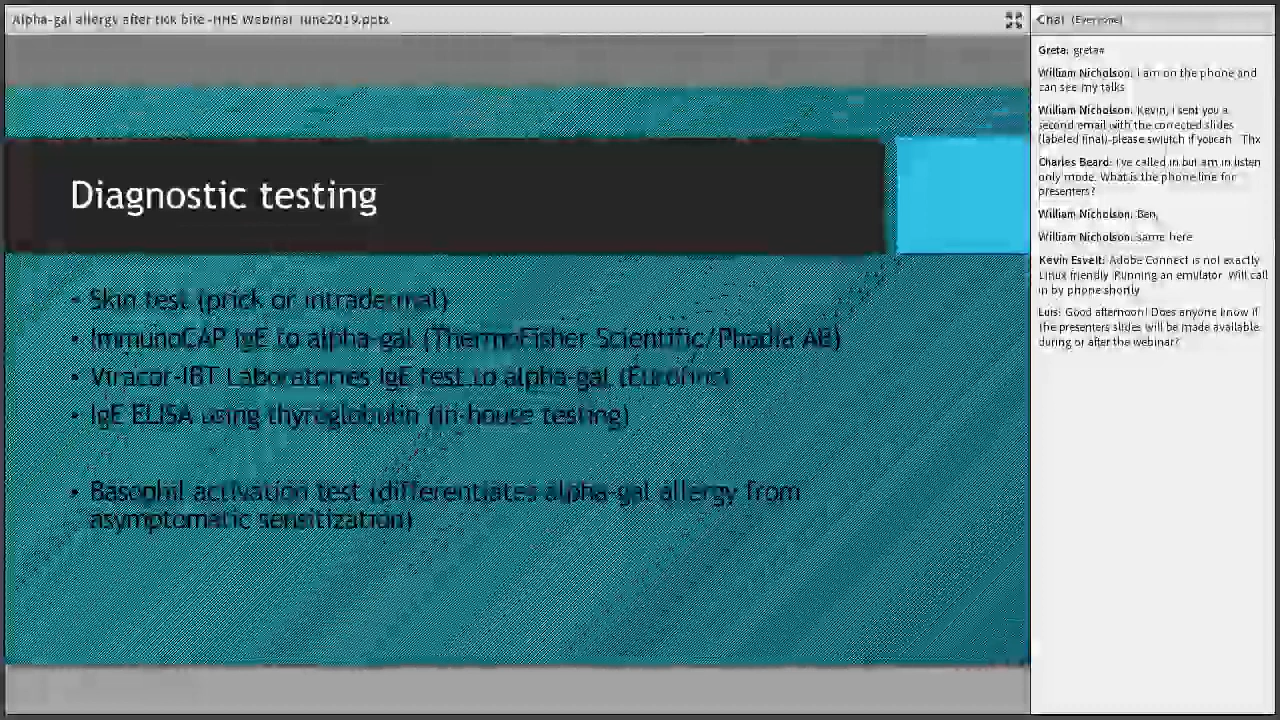 Alpha-gal allergy after tick bite -HHS Webinar June2019.pptx
Diagnostic testing
• Skin test (prick or intradermal)
• ImmunoCAP IgE to alpha-gal (ThermoFisher Scientific/Phadia AB)
• Viracor-IBT Laboratories IgE test to alpha-gal (Eurofins)
• IgE ELISA using thyroglobulin (in-house testing)
• Basophil activation test (differentiates alpha-gal allergy from
asymptomatic sensitization)
Chat (Everyone)
Greta: greta#
William Nicholson: I am on the phone and
can see my talks
William Nicholson: Kevin, I sent you a
second email with the corrected slides
(labeled final)-please swiutch if youcan Thx
Charles Beard: I've called in but am in listen
only mode. What is the phone line for
presenters?
William Nicholson: Ben,
William Nicholson: same here
Kevin Esvelt: Adobe Connect is not exactly
Linux friendly. Running an emulator. Will call
in by phone shortly
Luis: Good afternoon! Does anyone know if
the presenters slides will be made available
during or after the webinar?